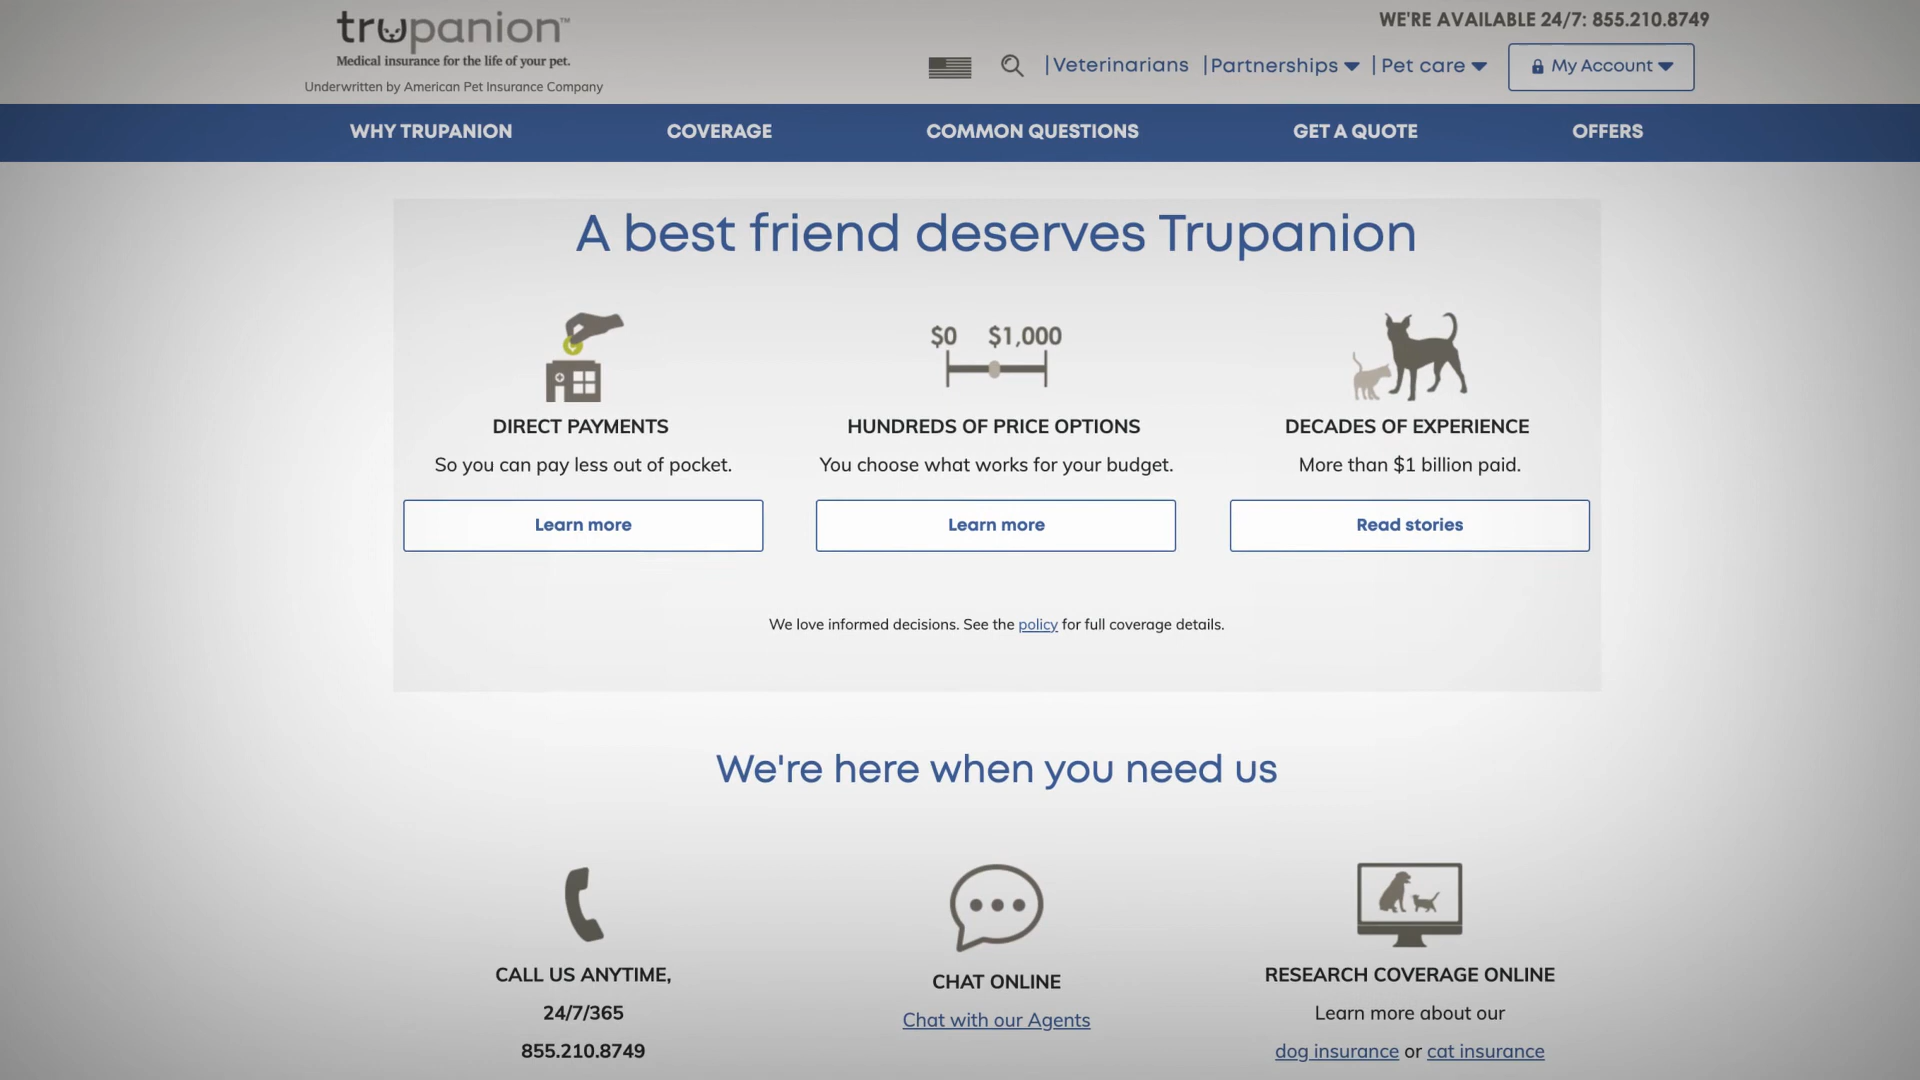 trupanion™
Medical insurance for the life of your pet.
Underwritten by American Pet Insurance Company
WE'RE AVAILABLE 24/7: 855.210.8749
|Veterinarians |Partnerships |Pet care My Account
WHY TRUPANION COVERAGE COMMON QUESTIONS GET A QUOTE OFFERS
A best friend deserves Trupanion
$0 $1,000
DIRECT PAYMENTS
So you can pay less out of pocket.
Learn more
HUNDREDS OF PRICE OPTIONS
You choose what works for your budget.
Learn more
DECADES OF EXPERIENCE
More than $1 billion paid.
Read stories
We love informed decisions. See the policy for full coverage details.
We're here when you need us
CALL US ANYTIME,
24/7/365
855.210.8749
CHAT ONLINE
Chat with our Agents
RESEARCH COVERAGE ONLINE
Learn more about our
dog insurance or cat insurance